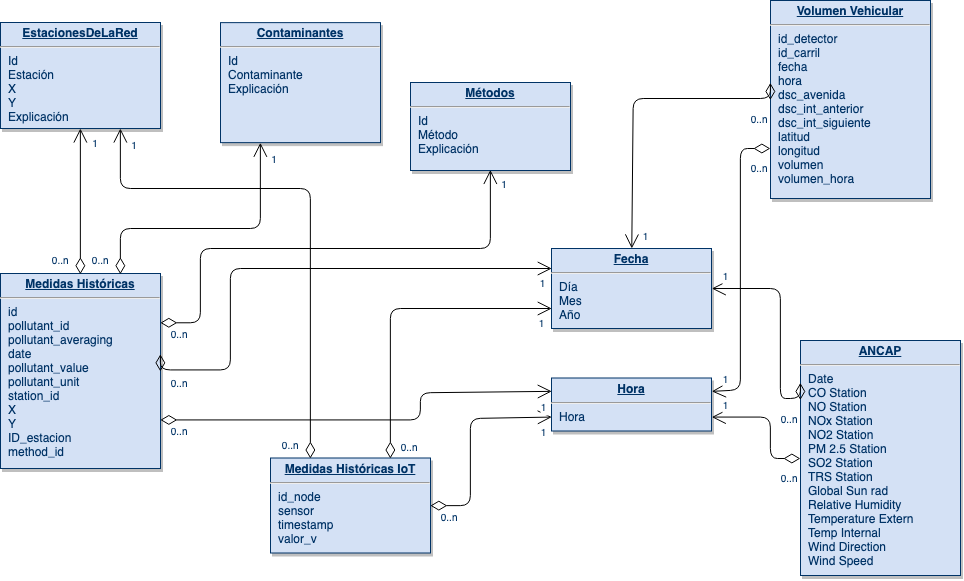 EstacionesDeLaRed
Id
Estación
X
Y
Explicación
1
1
Contaminantes
Id
Contaminante
Explicación
1
Métodos
Id
Método
Explicación
1
Volumen Vehicular
id_detector
id_carril
fecha
hora
dsc_avenida
dsc_int_anterior
dsc_int_siguiente
latitud
longitud
volumen
volumen_hora
0..n
0..n
0..n
0..n
Medidas Históricas
id
pollutant_id
pollutant_averaging
date
pollutant_value
pollutant_unit
station_id
X
Y
ID_estacion
method_id
0..n
0..n
0..n
Fecha
Día
Mes
Año
1
1
1
1
Hora
Hora
1
1
1
1
ANCAP
Date
CO Station
NO Station
NOx Station
NO2 Station
PM 2.5 Station
SO2 Station
TRS Station
Global Sun rad
Relative Humidity
Temperature Extern
Temp Internal
Wind Direction
Wind Speed
0..n
0..n
0..n
0..n
Medidas Históricas IoT
id_node
sensor
timestamp
valor_v
0..n